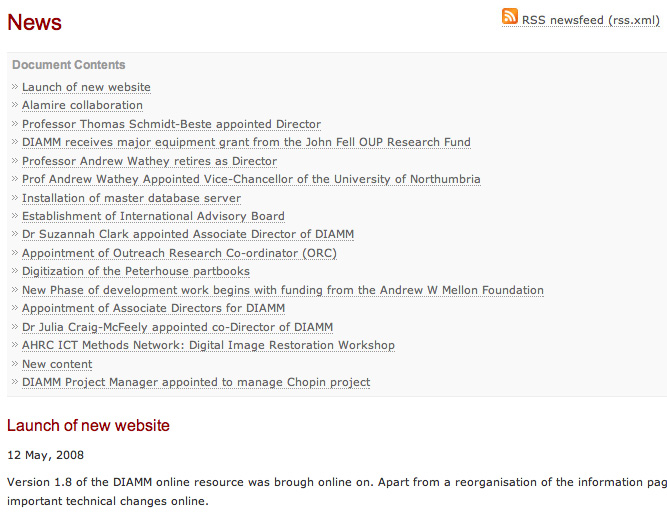 News
RSS newsfeed (rss.xml)
Document Contents
» Launch of new website
» Alamire collaboration
» Professor Thomas Schmidt-Beste appointed Director
» DIAMM receives major equipment grant from the John Fell OUP Research Fund
» Professor Andrew Wathey retires as Director
» Prof Andrew Wathey Appointed Vice-Chancellor of the University of Northumbria
» Installation of master database server
» Establishment of International Advisory Board
» Dr Suzannah Clark appointed Associate Director of DIAMM
» Appointment of Outreach Research Co-ordinator (ORC)
» Digitization of the Peterhouse partbooks
» New Phase of development work begins with funding from the Andrew W Mellon Foundation
» Appointment of Associate Directors for DIAMM
» Dr Julia Craig-McFeely appointed co-Director of DIAMM
» AHRC ICT Methods Network: Digital Image Restoration Workshop
» New content
» DIAMM Project Manager appointed to manage Chopin project
Launch of new website
12 May, 2008
Version 1.8 of the DIAMM online resource was brough online on. Apart from a reorganisation of the information pag
important technical changes online.